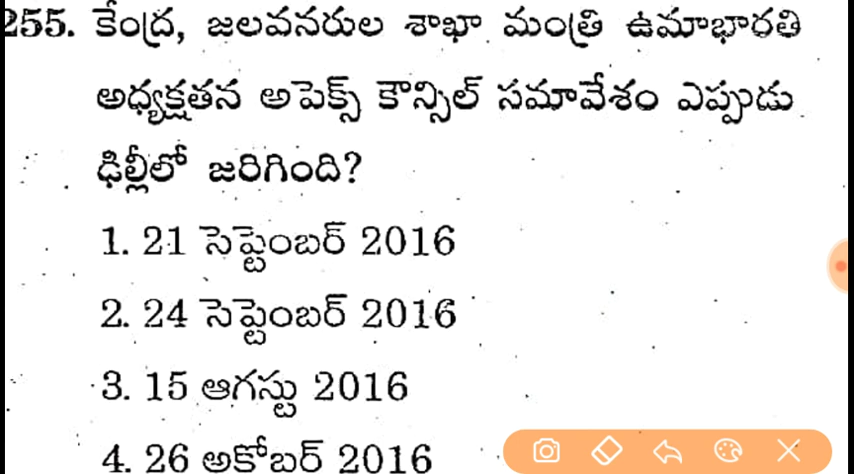 255. కేంద్ర, జలవనరుల శాఖా మంత్రి ఉమాభారతి
అధ్యక్షతన అపెక్స్ కౌన్సిల్ సమావేశం ఎప్పుడు
ఢిల్లీలో జరిగింది?
1. 21 సెప్టెంబర్ 2016
2. 24 సెప్టెంబర్ 2016
3. 15 ఆగస్టు 2016
4. 26 అకోబర్ 2016